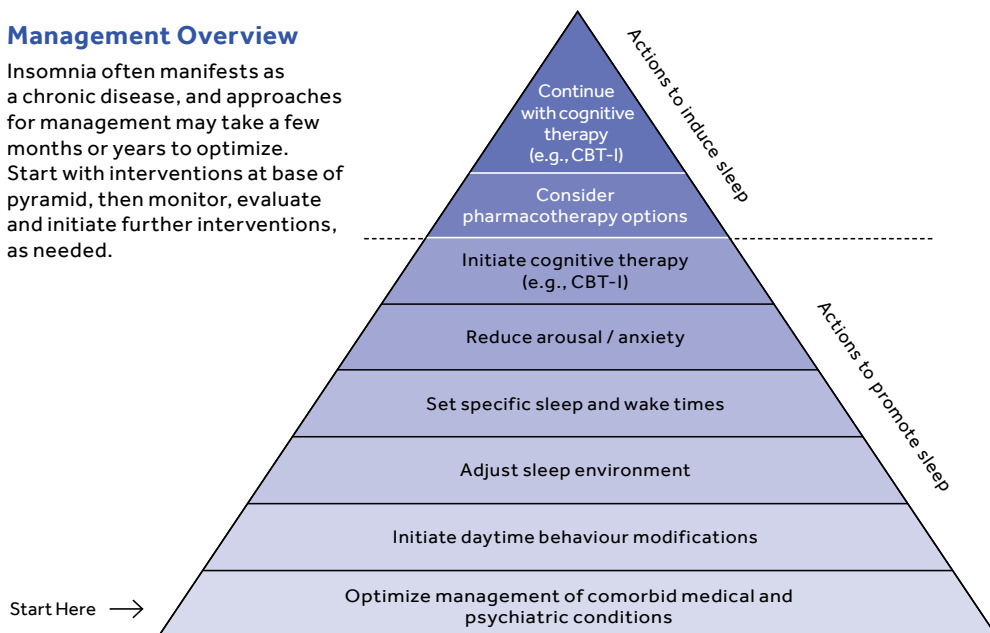 Management Overview
Insomnia often manifests as
a chronic disease, and approaches
for management may take a few
months or years to optimize.
Start with interventions at base of
pyramid, then monitor, evaluate
and initiate further interventions,
as needed.
Actions to induce sleep
Continue
with cognitive
therapy
(e.g., CBT-I)
Consider
pharmacotherapy options
Initiate cognitive therapy
(e.g., CBT-I)
Actions to promote sleep
Reduce arousal / anxiety
Set specific sleep and wake times
Adjust sleep environment
Initiate daytime behaviour modifications
Start Here
Optimize management of comorbid medical and
psychiatric conditions